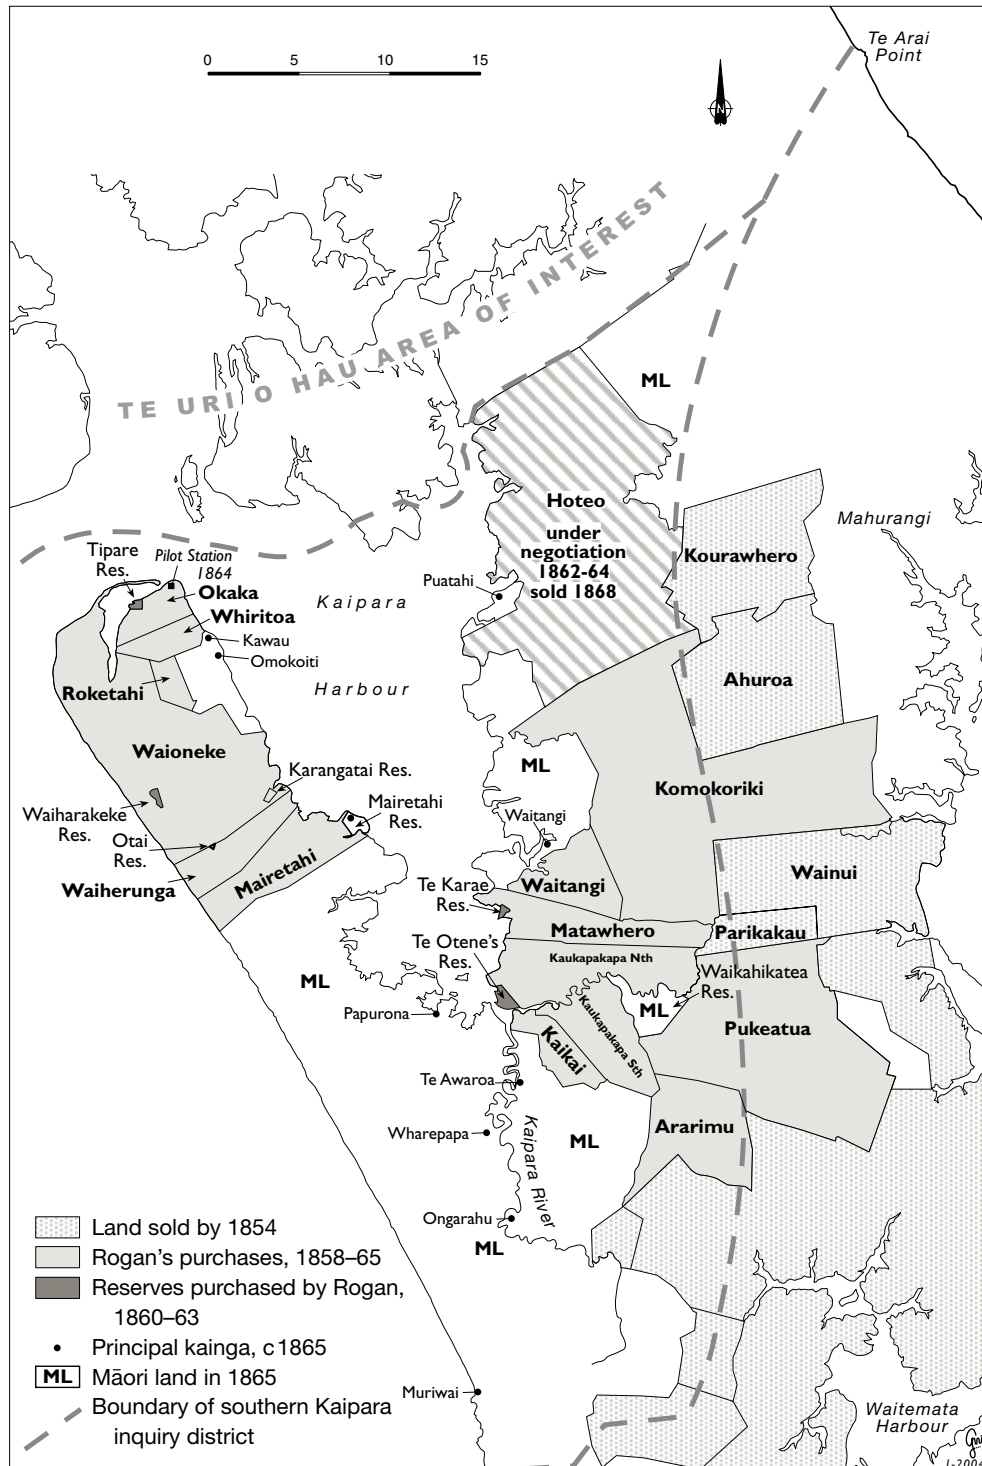 Te Arai
Point
0 5 10 15
TE URI O HAU AREA OF INTEREST
ML
Hoteo
under
negotiation
1862-64
sold 1868
Mahurangi
Kourawhero
Tipare
Res.
Pilot Station
1864
Okaka
Whiritoa
Kawau
Omokoiti
Kaipara
Harbour
Puatahi
Roketahi
Ahuroa
Waioneke
ML
Komokoriki
Karangatai Res.
Mairetahi
Res.
Waiharakeke
Res.
Otai
Res.
Waitangi
Waiherunga
Mairetahi
Te Karae
Res.
Waitangi
Wainui
Matawhero
Parikakau
Te Otene's
Res.
Kaukapakapa Nth
Waikahikatea
Res.
ML
ML
Papurona
Kaukapakapa Sth
Pukeatua
Kaikai
Te Awaroa
Wharepapa
Kaipara River
ML
Ararimu
Ongarahu
ML
Land sold by 1854
Rogan's purchases, 1858–65
Reserves purchased by Rogan,
1860–63
Principal kainga, c1865
ML Māori land in 1865
Boundary of southern Kaipara
inquiry district
Muriwai
Waitemata
Harbour